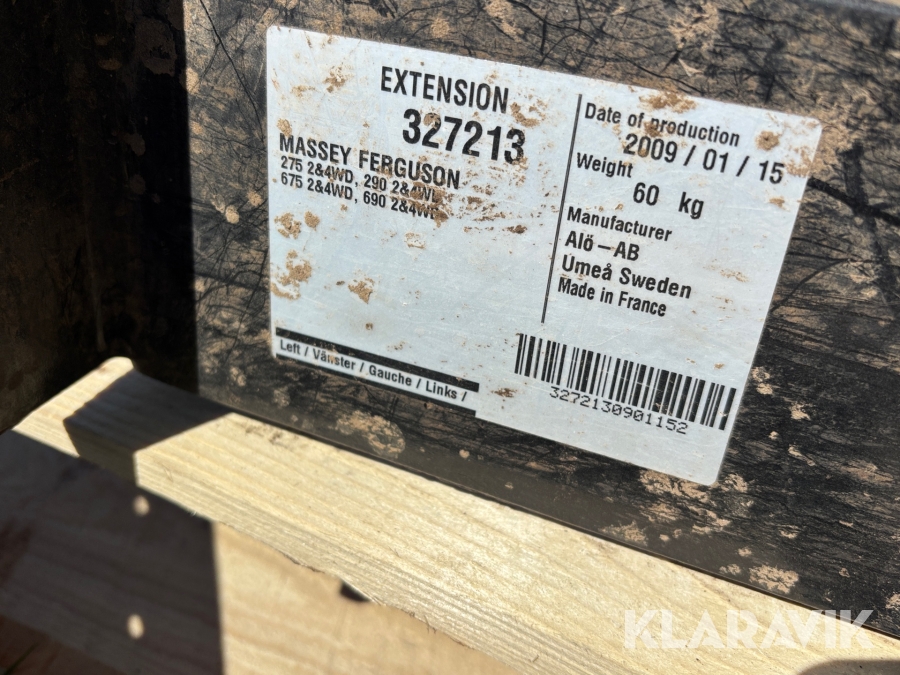 EXTENSION
327213
MASSEY FERGUSON
275 2&4WD, 290 2&4WD
675 2&4WD, 690 2&4WD
Left / Vänster / Gauche / Links /
Date of production
2009 / 01 / 15
Weight
60 kg
Manufacturer
Alö – AB
Umeå Sweden
Made in France
3272130901152
KLARAVIK